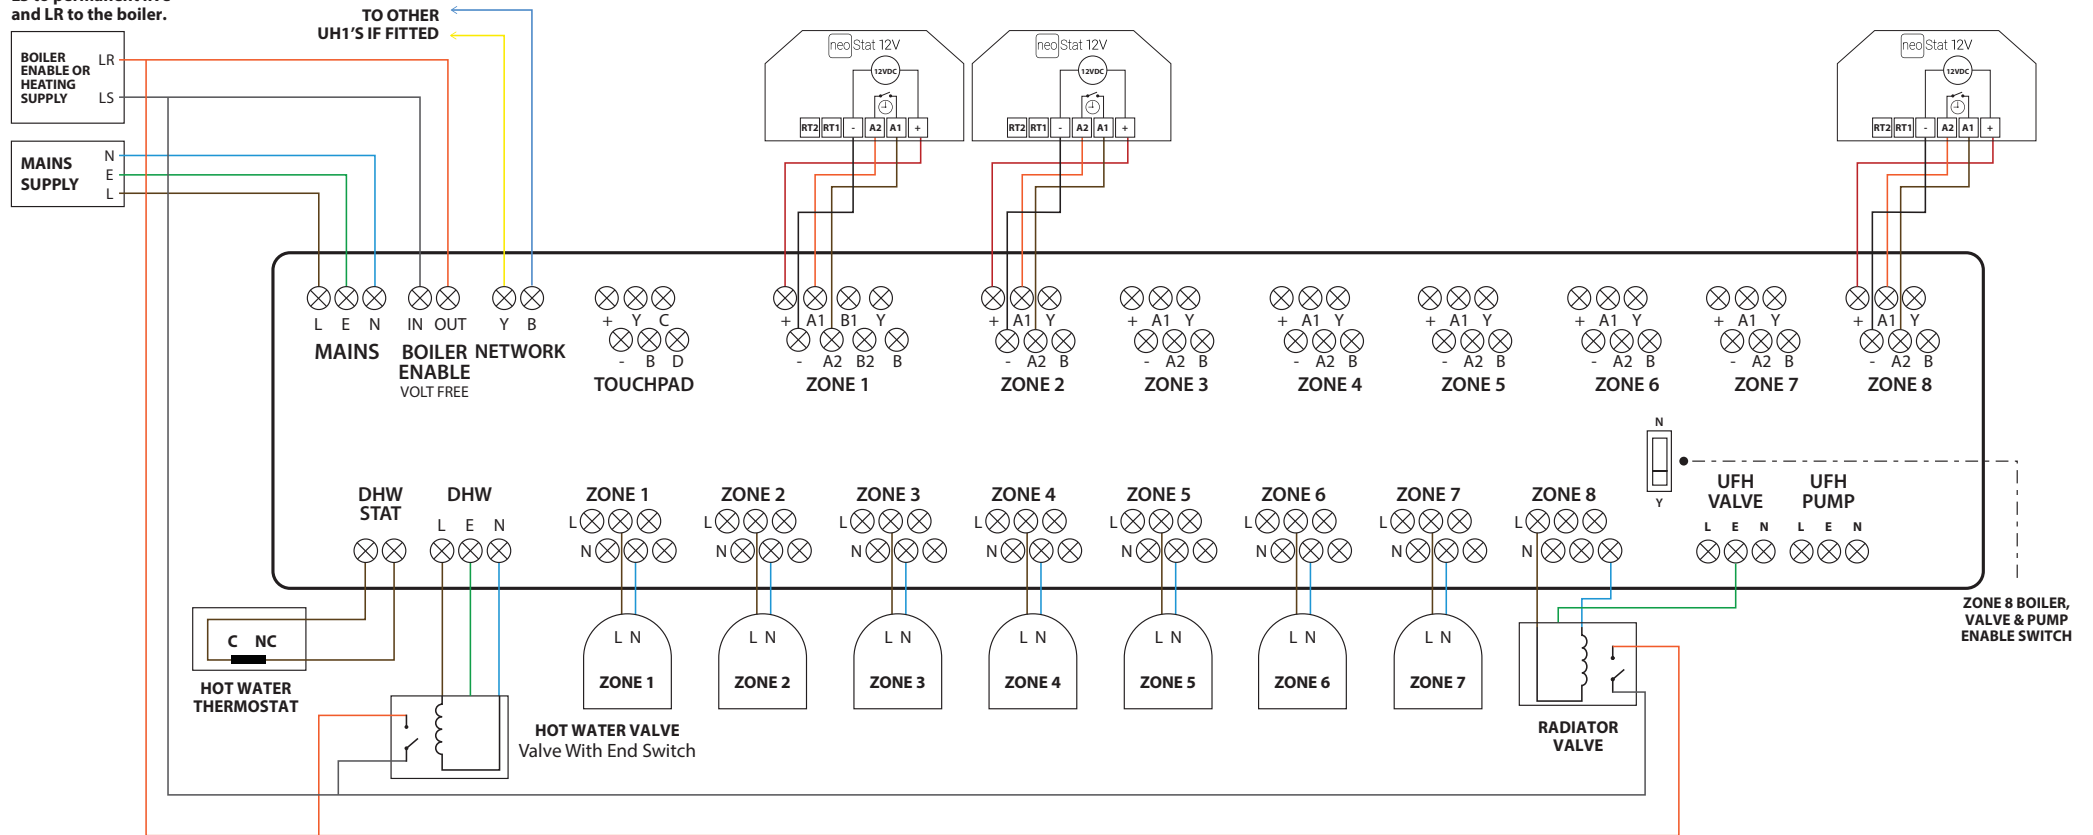 and LR to the boiler.
BOILER
ENABLE OR
HEATING
SUPPLY
LR
LS
MAINS
SUPPLY
N
E
L
TO OTHER
UH1'S IF FITTED
neo Stat 12V
12VDC
RT2 RT1 - A2 A1 +
neo Stat 12V
12VDC
RT2 RT1 - A2 A1 +
neo Stat 12V
12VDC
RT2 RT1 - A2 A1 +
L E N
MAINS
IN OUT
BOILER
ENABLE
VOLT FREE
Y B
NETWORK
+ Y C
- B D
TOUCHPAD
+ A1 B1 Y
- A2 B2 B
ZONE 1
+ A1 Y
- A2 B
ZONE 2
+ A1 Y
- A2 B
ZONE 3
+ A1 Y
- A2 B
ZONE 4
+ A1 Y
- A2 B
ZONE 5
+ A1 Y
- A2 B
ZONE 6
+ A1 Y
- A2 B
ZONE 7
+ A1 Y
- A2 B
ZONE 8
N
Y
DHW
STAT
DHW
L E N
ZONE 1
L
N
ZONE 2
L
N
ZONE 3
L
N
ZONE 4
L
N
ZONE 5
L
N
ZONE 6
L
N
ZONE 7
L
N
ZONE 8
L
N
UFH
VALVE
L E N
UFH
PUMP
L E N
ZONE 8 BOILER,
VALVE & PUMP
ENABLE SWITCH
C NC
HOT WATER
THERMOSTAT
L N
ZONE 1
L N
ZONE 2
L N
ZONE 3
L N
ZONE 4
L N
ZONE 5
L N
ZONE 6
L N
ZONE 7
HOT WATER VALVE
Valve With End Switch
RADIATOR
VALVE